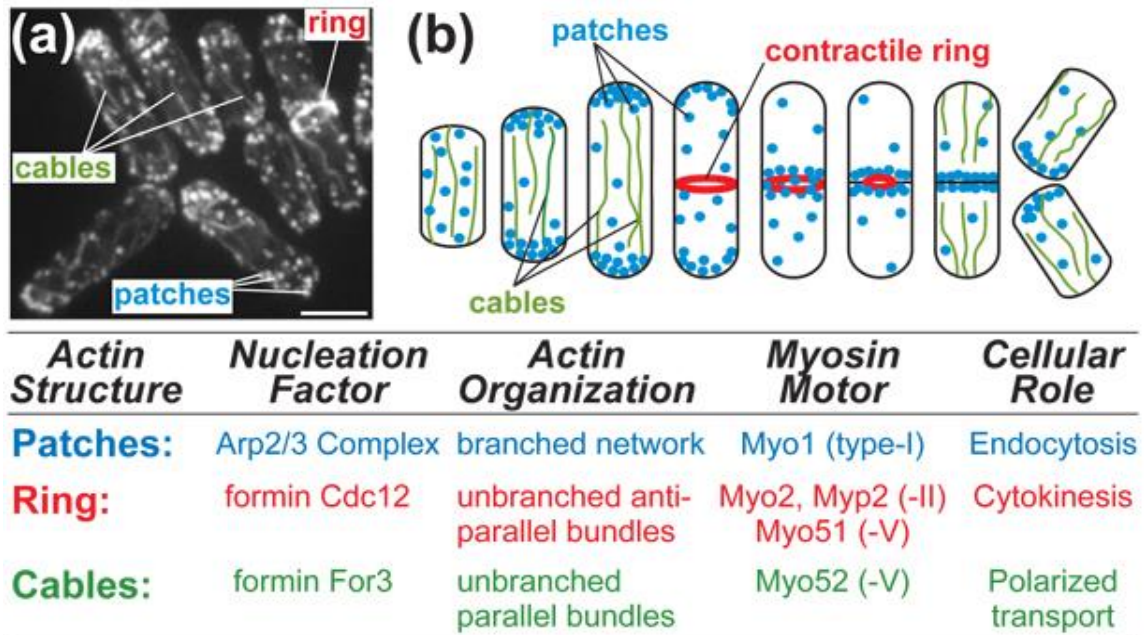 (a)
ring
cables
patches
(b)
patches
contractile ring
cables
Actin Structure
Nucleation Factor
Actin Organization
Myosin Motor
Cellular Role
Patches:
Arp2/3 Complex
branched network
Myo1 (type-I)
Endocytosis
Ring:
formin Cdc12
unbranched anti-
parallel bundles
Myo2, Myp2 (-II)
Myo51 (-V)
Cytokinesis
Cables:
formin For3
unbranched
parallel bundles
Myo52 (-V)
Polarized
transport